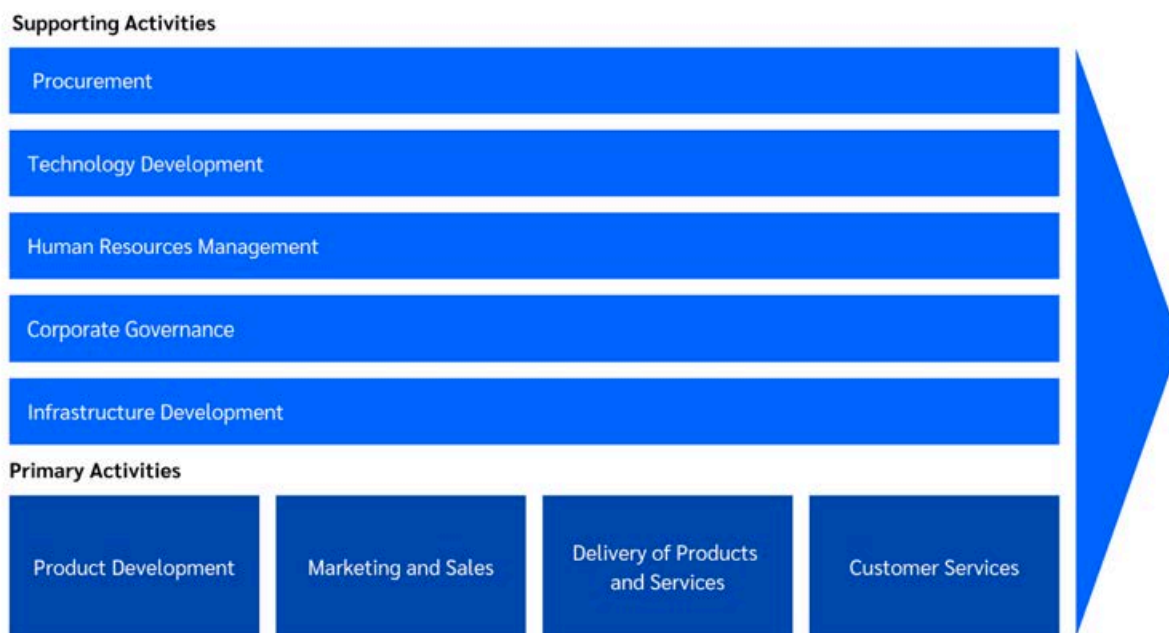 Supporting Activities
Procurement
Technology Development
Human Resources Management
Corporate Governance
Infrastructure Development
Primary Activities
Product Development
Marketing and Sales
Delivery of Products
and Services
Customer Services